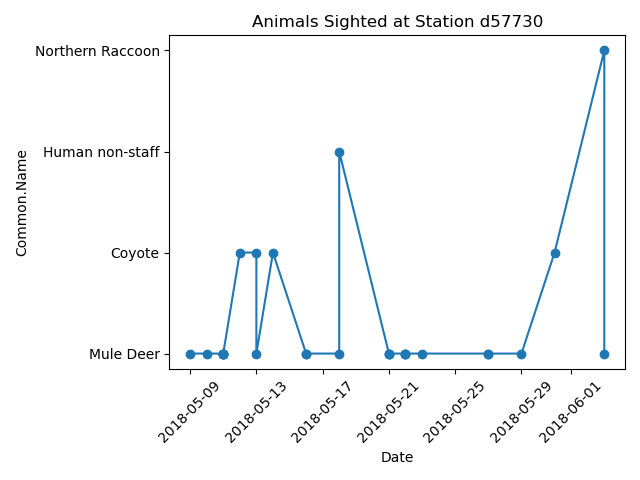 Animals Sighted at Station d57730
Northern Raccoon
Human non-staff
Coyote
Mule Deer
Common.Name
2018-05-09
2018-05-13
2018-05-17
2018-05-21
2018-05-25
2018-05-29
2018-06-01
Date